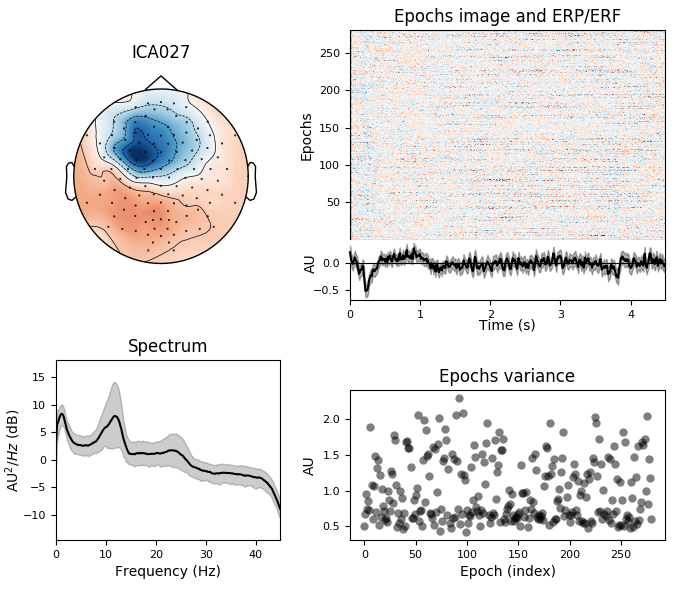 ICA027
Epochs image and ERP/ERF
Epochs
250
200
150
100
50
AU
0.0
−0.5
0 1 2 3 4
Time (s)
Spectrum
AU²/Hz (dB)
15
10
5
0
−5
−10
0 10 20 30 40
Frequency (Hz)
Epochs variance
AU
2.0
1.5
1.0
0.5
0 50 100 150 200 250
Epoch (index)